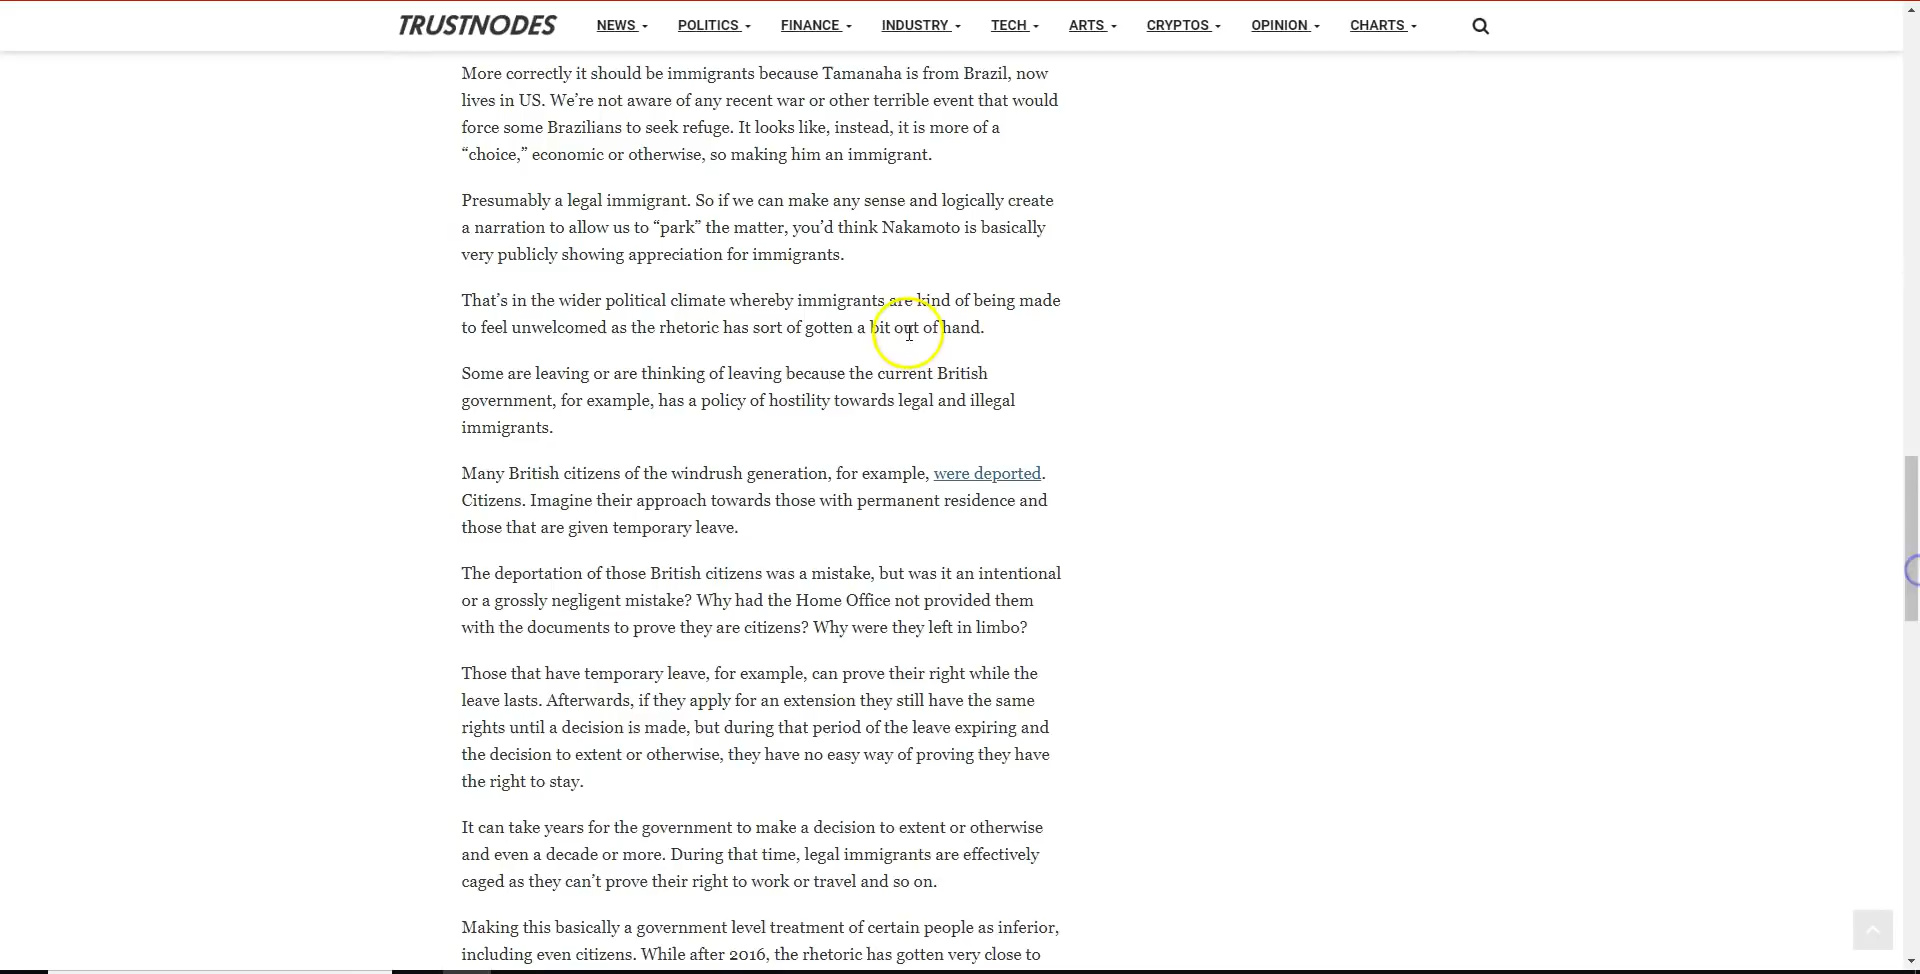 TRUSTNODES NEWS POLITICS FINANCE INDUSTRY TECH ARTS CRYPTOS OPINION CHARTS
More correctly it should be immigrants because Tamanaha is from Brazil, now
lives in US. We’re not aware of any recent war or other terrible event that would
force some Brazilians to seek refuge. It looks like, instead, it is more of a
“choice,” economic or otherwise, so making him an immigrant.
Presumably a legal immigrant. So if we can make any sense and logically create
a narration to allow us to “park” the matter, you’d think Nakamoto is basically
very publicly showing appreciation for immigrants.
That’s in the wider political climate whereby immigrants are kind of being made
to feel unwelcomed as the rhetoric has sort of gotten a bit out of hand.
Some are leaving or are thinking of leaving because the current British
government, for example, has a policy of hostility towards legal and illegal
immigrants.
Many British citizens of the windrush generation, for example, were deported.
Citizens. Imagine their approach towards those with permanent residence and
those that are given temporary leave.
The deportation of those British citizens was a mistake, but was it an intentional
or a grossly negligent mistake? Why had the Home Office not provided them
with the documents to prove they are citizens? Why were they left in limbo?
Those that have temporary leave, for example, can prove their right while the
leave lasts. Afterwards, if they apply for an extension they still have the same
rights until a decision is made, but during that period of the leave expiring and
the decision to extent or otherwise, they have no easy way of proving they have
the right to stay.
It can take years for the government to make a decision to extent or otherwise
and even a decade or more. During that time, legal immigrants are effectively
caged as they can’t prove their right to work or travel and so on.
Making this basically a government level treatment of certain people as inferior,
including even citizens. While after 2016, the rhetoric has gotten very close to